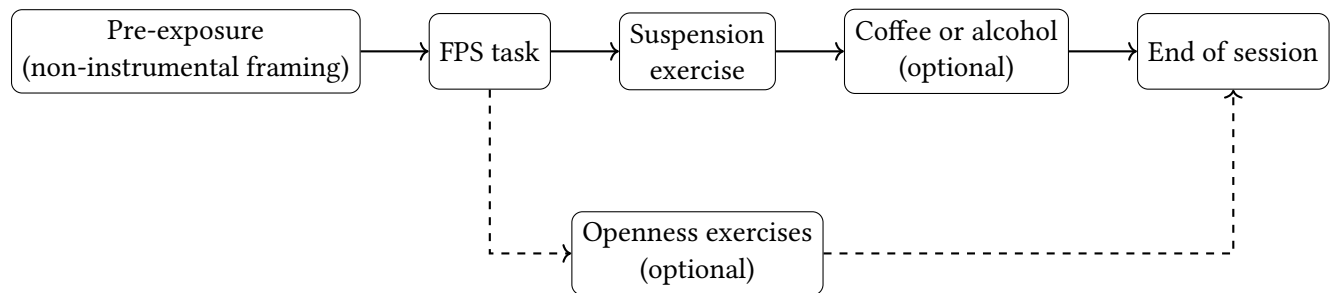 Pre-exposure
(non-instrumental framing)
FPS task
Suspension
exercise
Coffee or alcohol
(optional)
End of session
Openness exercises
(optional)